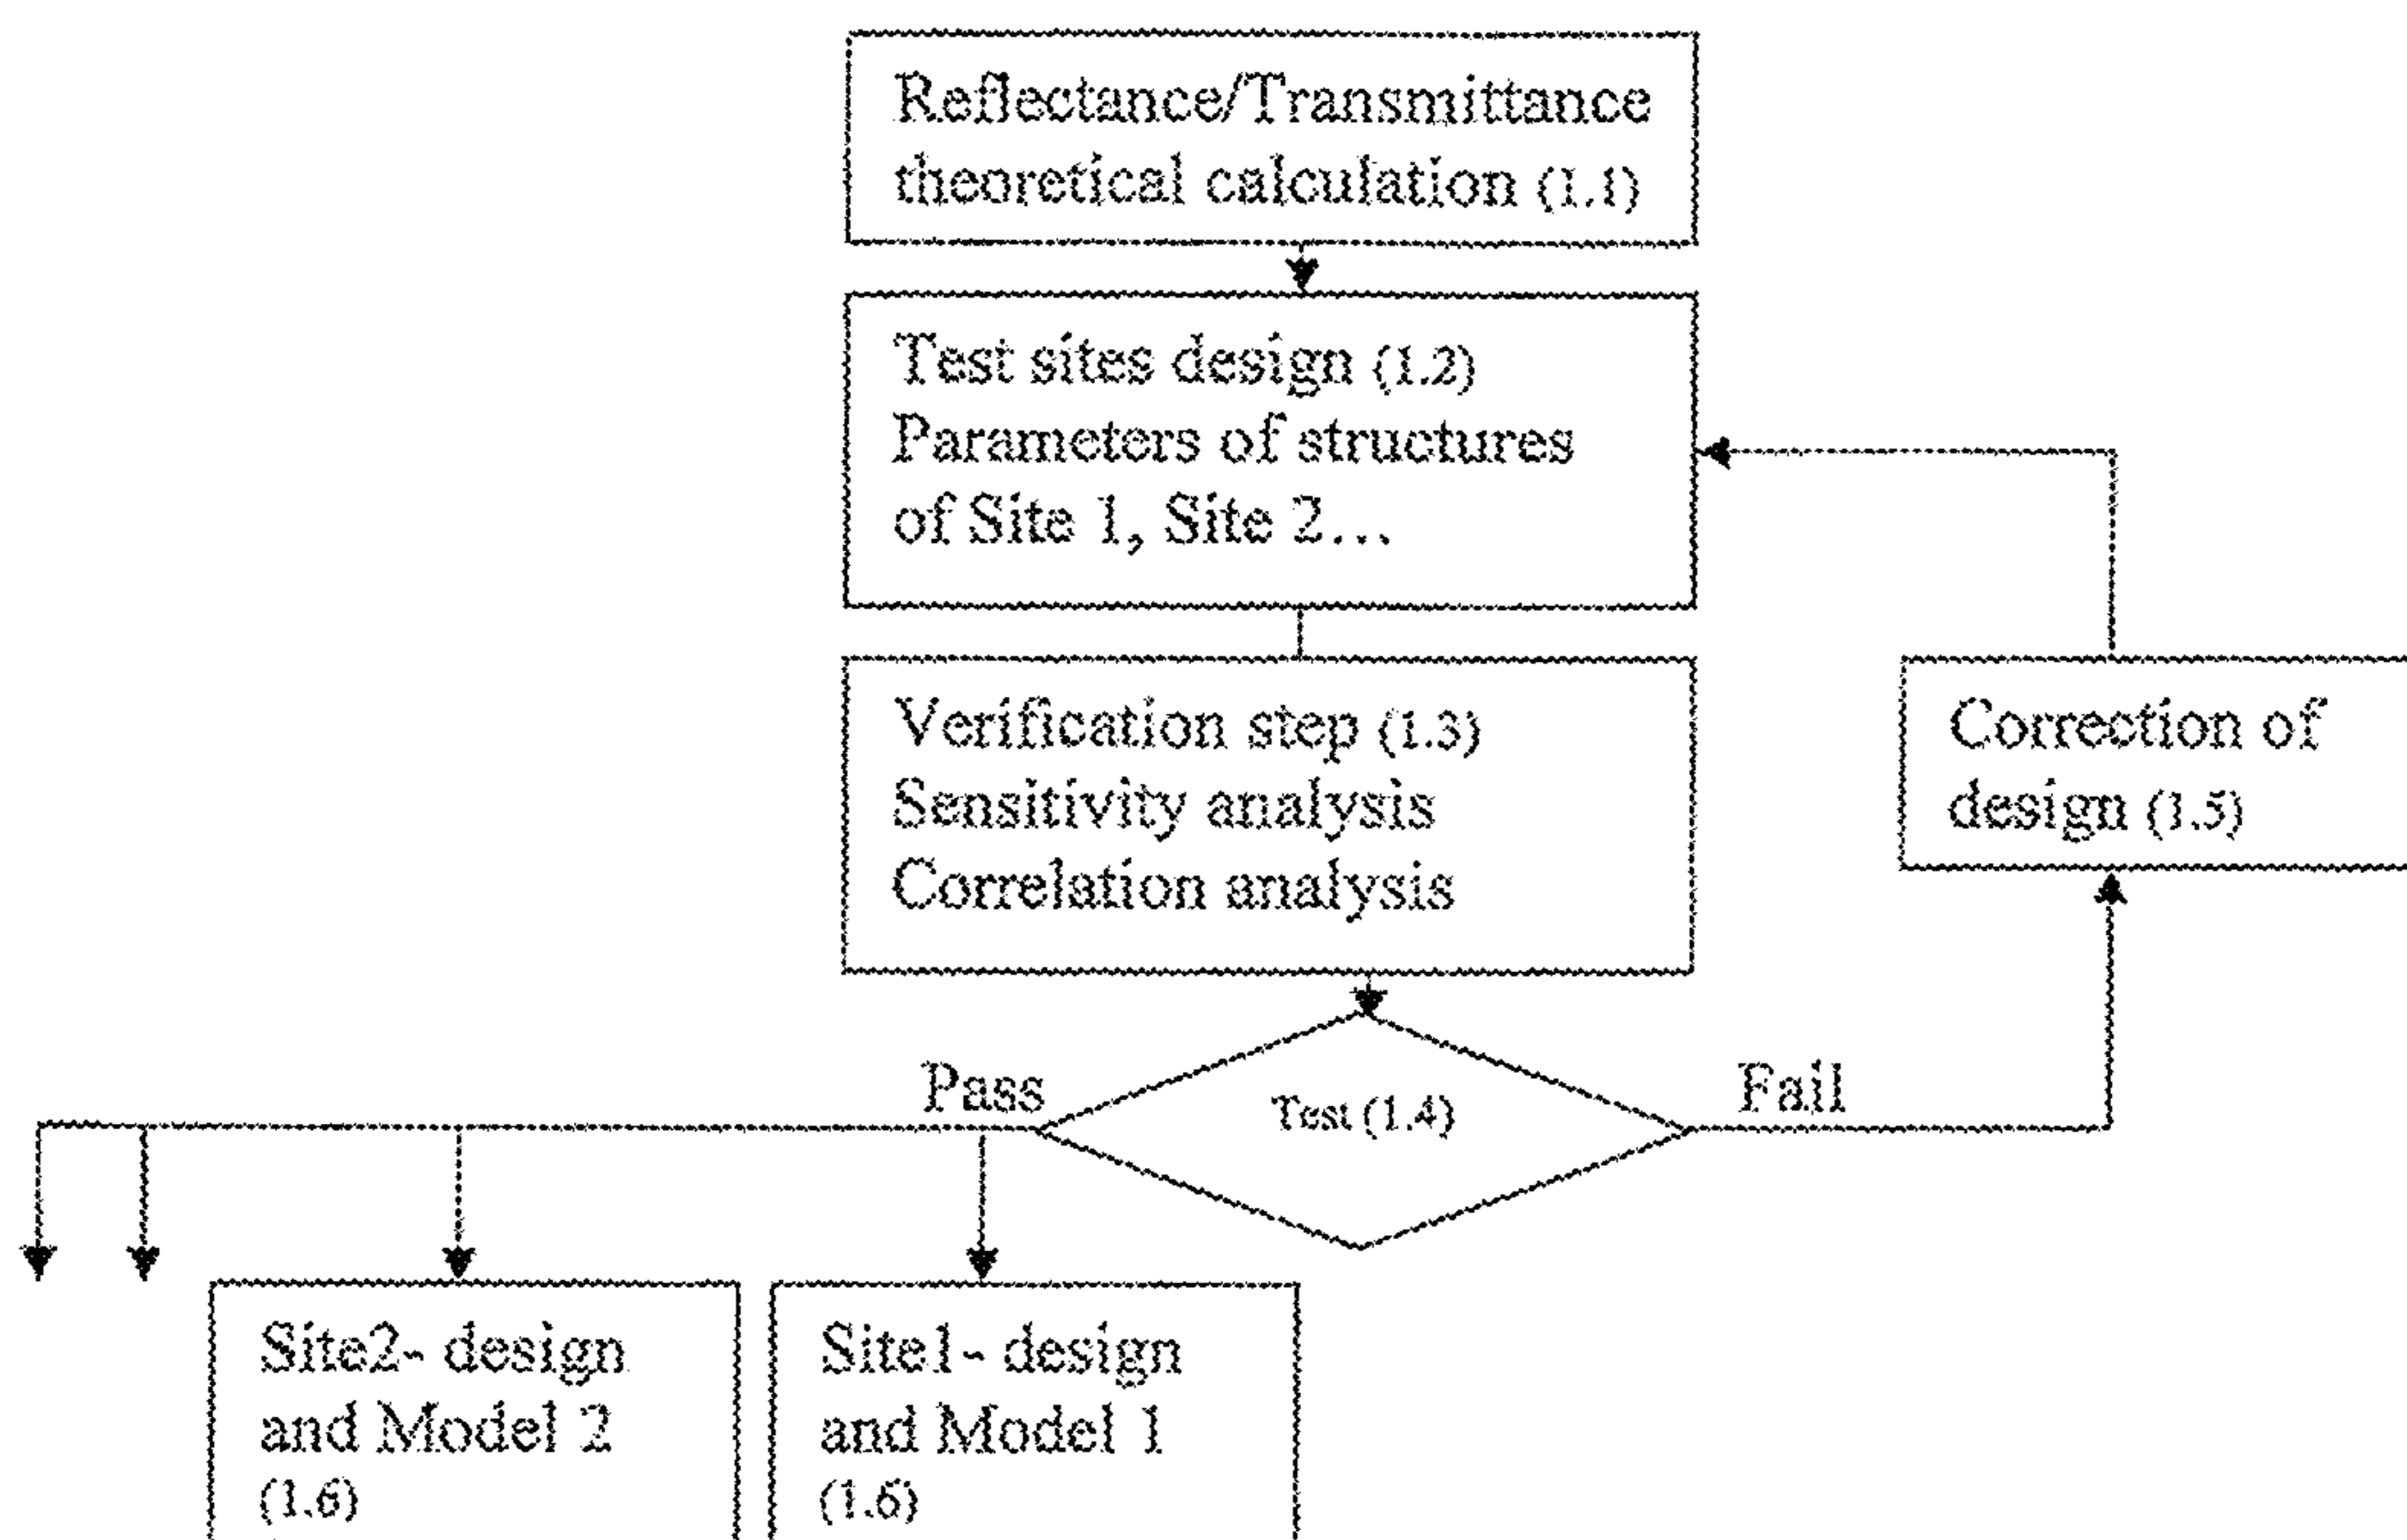 Reflectance/Transmittance
theoretical calculation (1.1)
Test sites design (1.2)
Parameters of structures
of Site 1, Site 2...
Verification step (1.3)
Sensitivity analysis
Correlation analysis
Correction of
design (1.5)
Pass
Test (1.4)
Fail
Site2- design
and Model 2
(1.6)
Site1- design
and Model 1
(1.6)